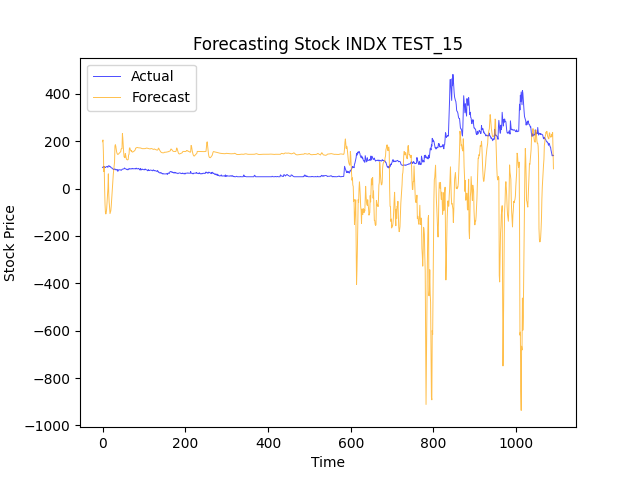 Forecasting Stock INDX TEST_15
Actual
Forecast
400
200
0
−200
−400
−600
−800
−1000
Stock Price
0 200 400 600 800 1000
Time